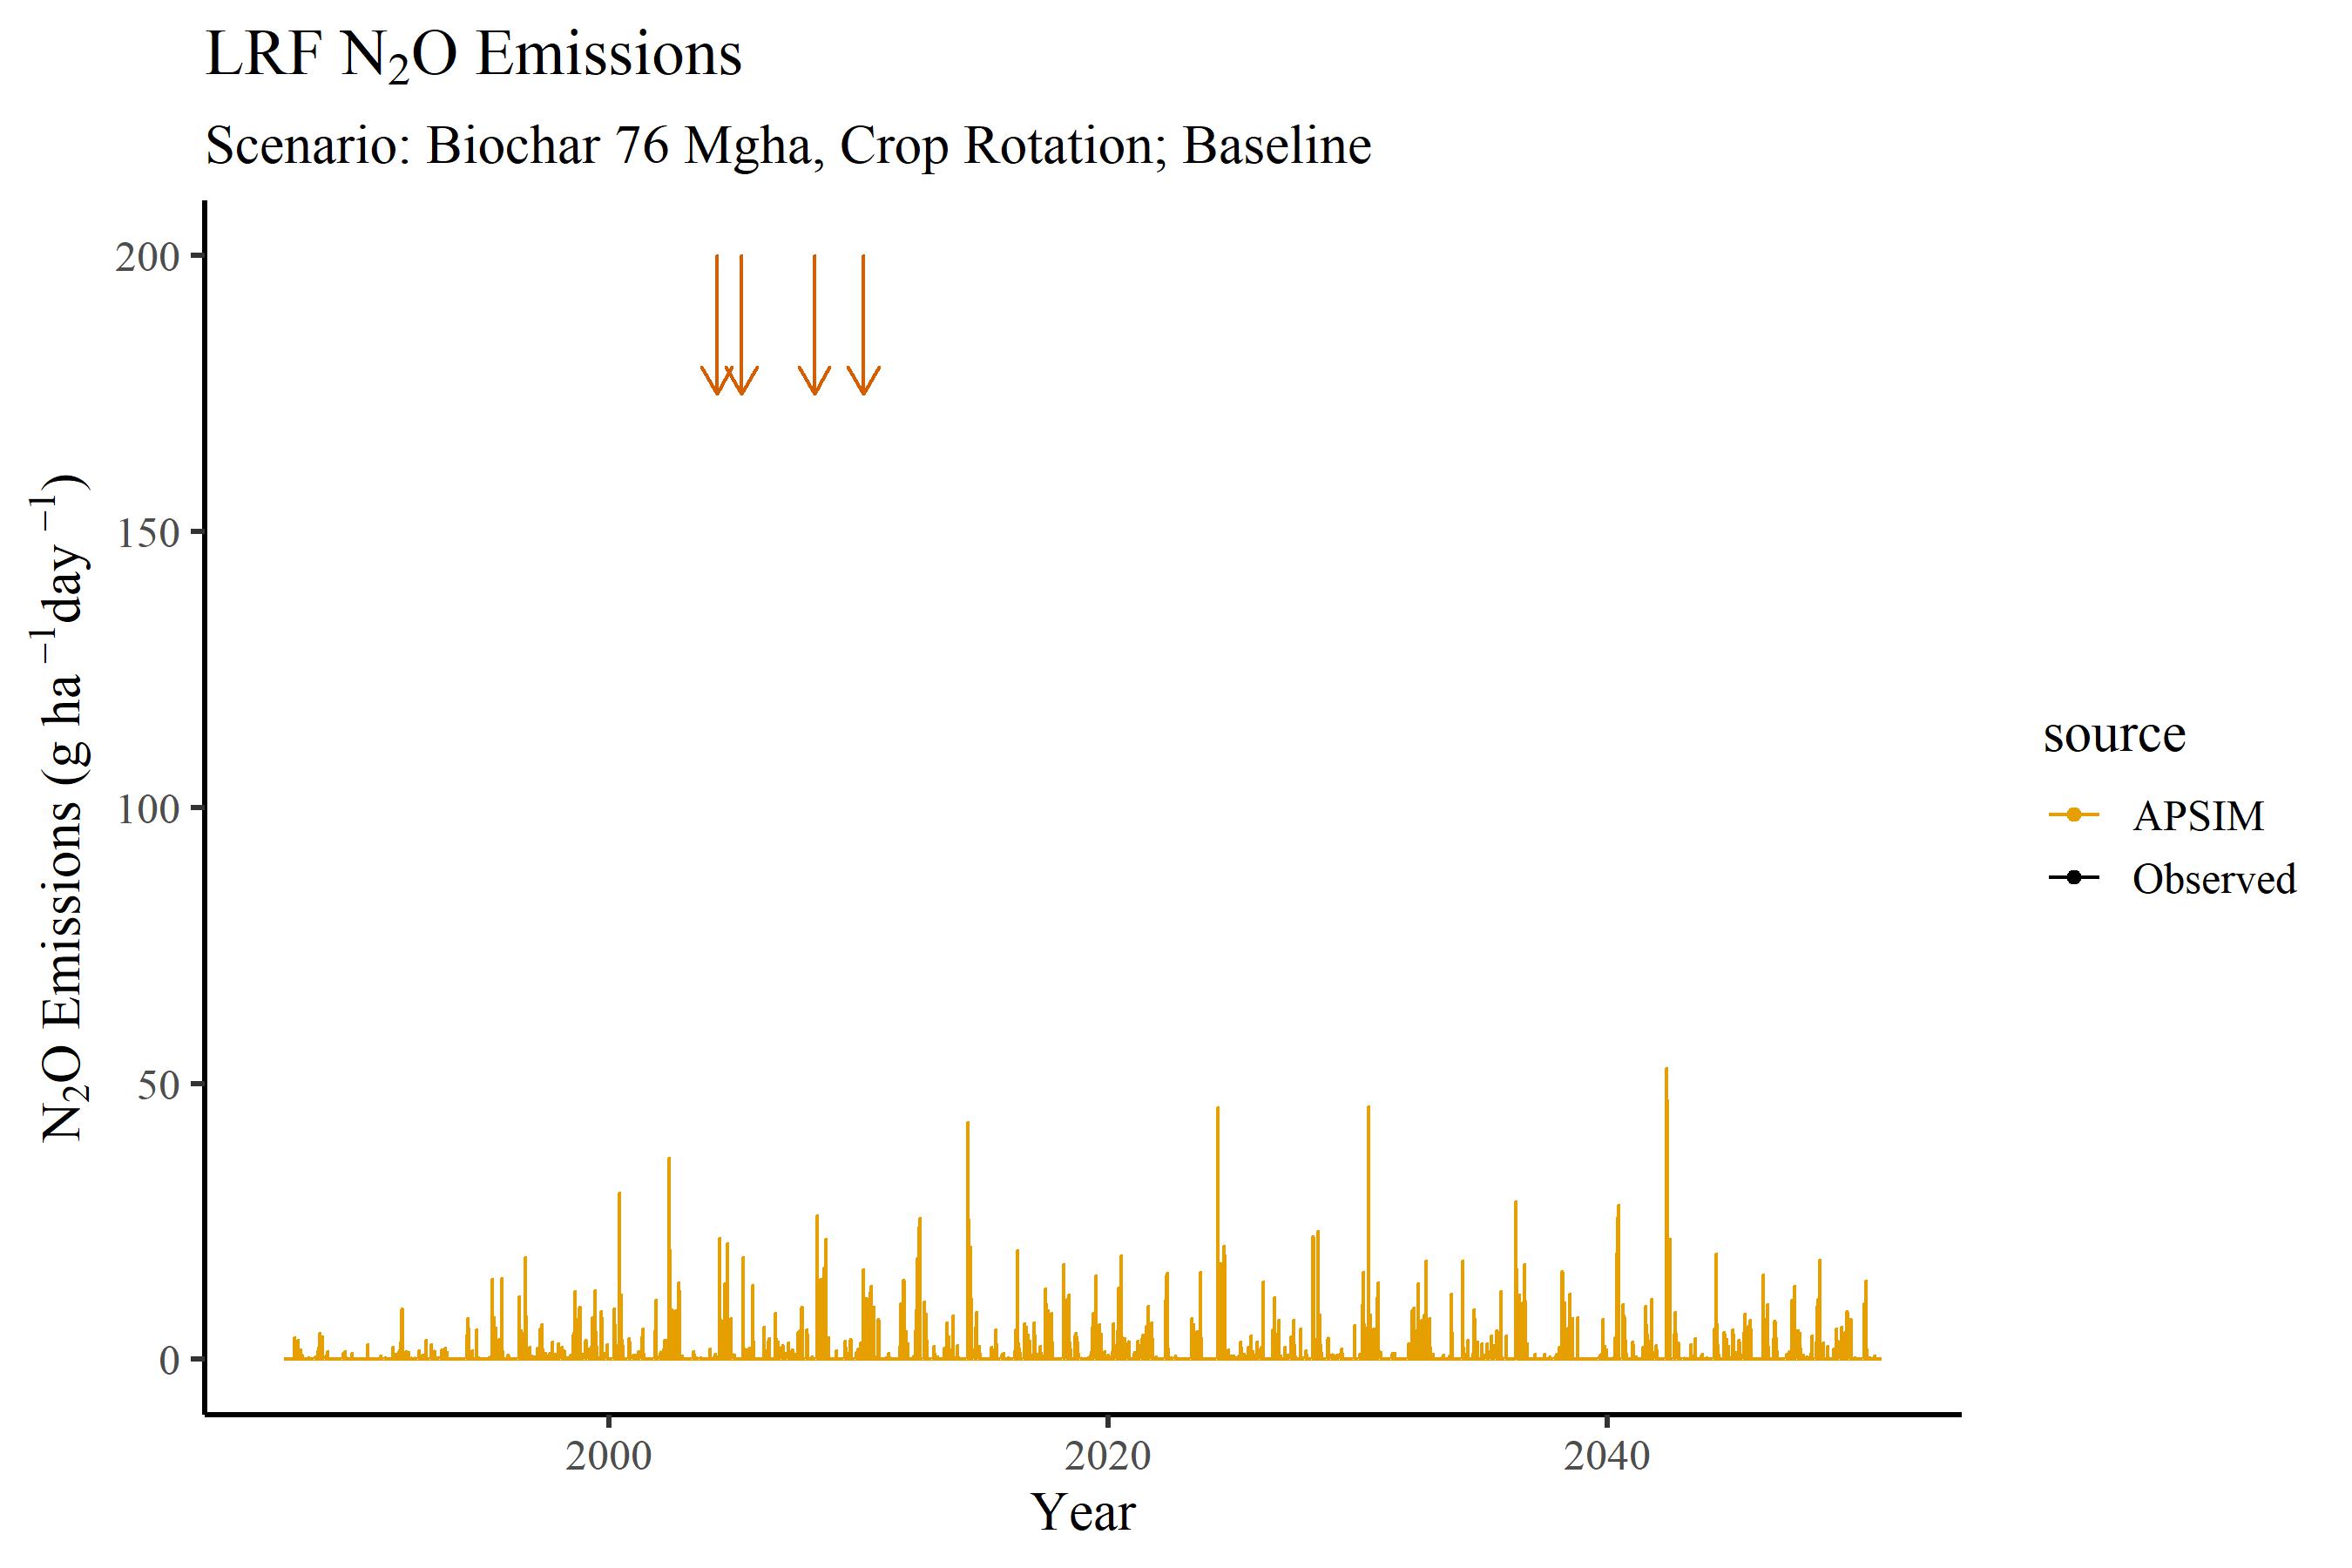 LRF N₂O Emissions
Scenario: Biochar 76 Mgha, Crop Rotation; Baseline
N₂O Emissions (g ha ⁻¹day ⁻¹)
200
150
100
50
0
2000 2020 2040
Year
source
APSIM
Observed